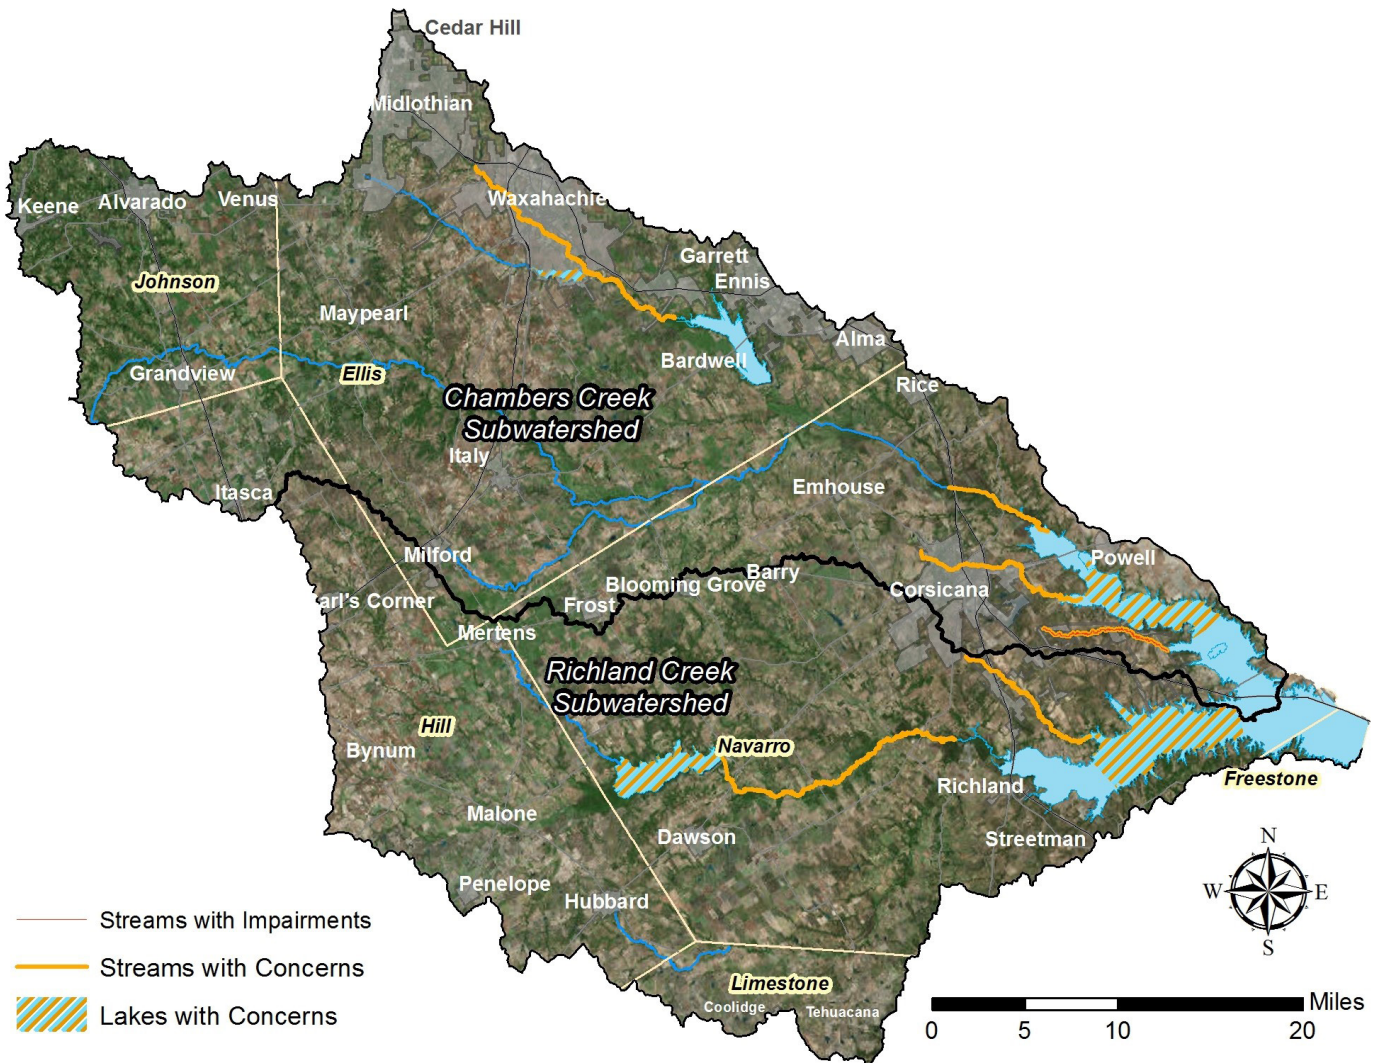 Cedar Hill
Midlothian
Keene
Alvarado
Venus
Waxahachie
Garrett
Ennis
Johnson
Maypearl
Alma
Bardwell
Grandview
Ellis
Rice
Chambers Creek
Subwatershed
Italy
Itasca
Emhouse
Milford
Powell
Blooming Grove
Barry
Corsicana
arl's Corner
Frost
Mertens
Richland Creek
Subwatershed
Hill
Bynum
Navarro
Richland
Freestone
Malone
Dawson
Streetman
Penelope
Hubbard
N
W
E
S
Streams with Impairments
Streams with Concerns
Lakes with Concerns
Limestone
Coolidge
Tehuacana
Miles
0 5 10 20